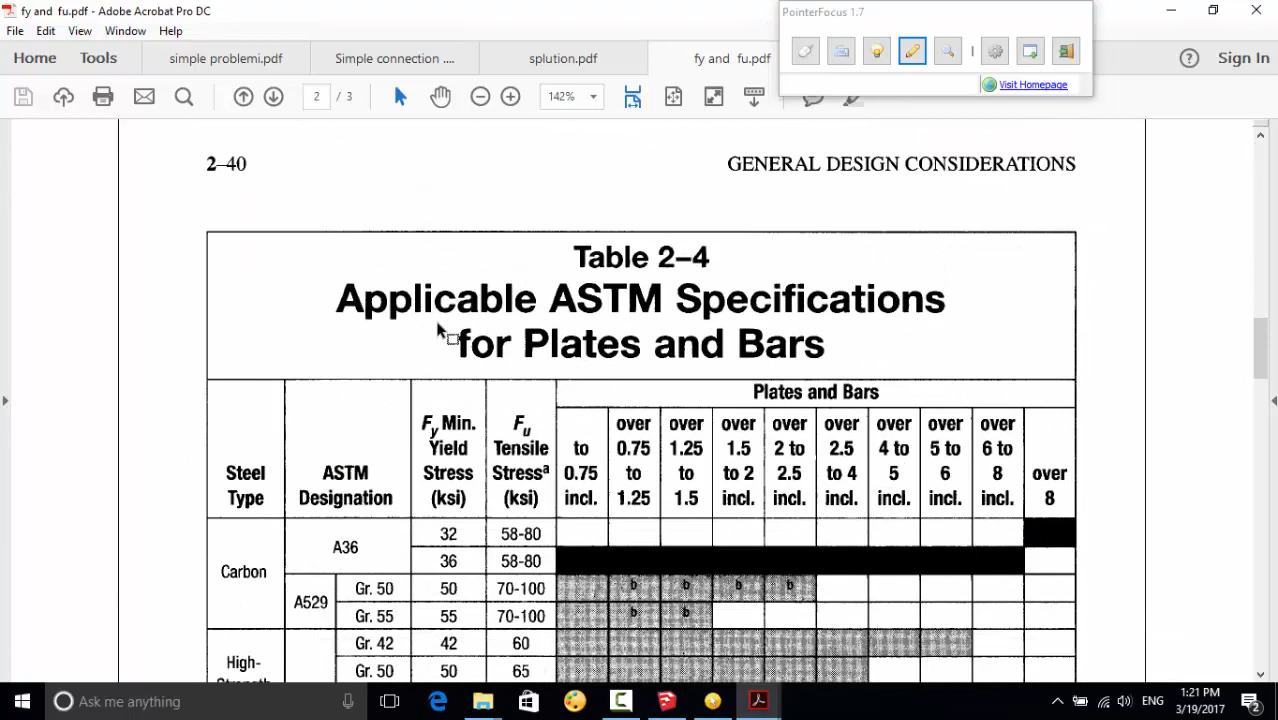 fy and fu.pdf - Adobe Acrobat Pro DC
PointerFocus 1.7
File Edit View Window Help
Home Tools simple problemi.pdf Simple connection .... splution.pdf fy and fu.pdf Sign In
Visit Homepage
2 / 3 142%
2–40 GENERAL DESIGN CONSIDERATIONS
Table 2–4
Applicable ASTM Specifications
for Plates and Bars
Plates and Bars
Steel Type
ASTM Designation
Fy Min. Yield Stress (ksi)
Fu Tensile Stressa (ksi)
to 0.75 incl.
over 0.75 to 1.25
over 1.25 to 1.5
over 1.5 to 2 incl.
over 2 to 2.5 incl.
over 2.5 to 4 incl.
over 4 to 5 incl.
over 5 to 6 incl.
over 6 to 8 incl.
over 8
Carbon
A36
32 58-80
36 58-80
A529
Gr. 50 50 70-100 b b b b
Gr. 55 55 70-100 b b
High-
Strength
Gr. 42 42 60
Gr. 50 50 65
Ask me anything
ENG
1:21 PM
3/19/2017
2